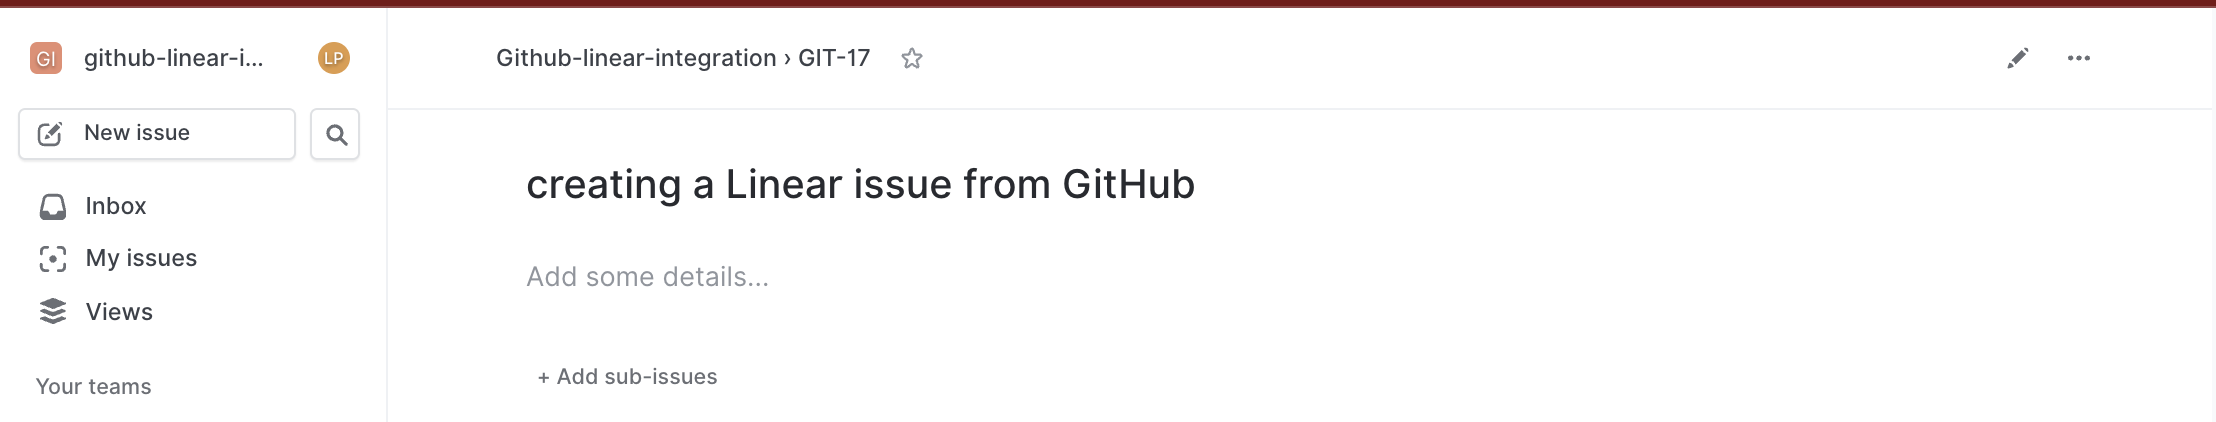 GI github-linear-i... LP
New issue
Inbox
My issues
Views
Your teams
Github-linear-integration › GIT-17
creating a Linear issue from GitHub
Add some details...
+ Add sub-issues